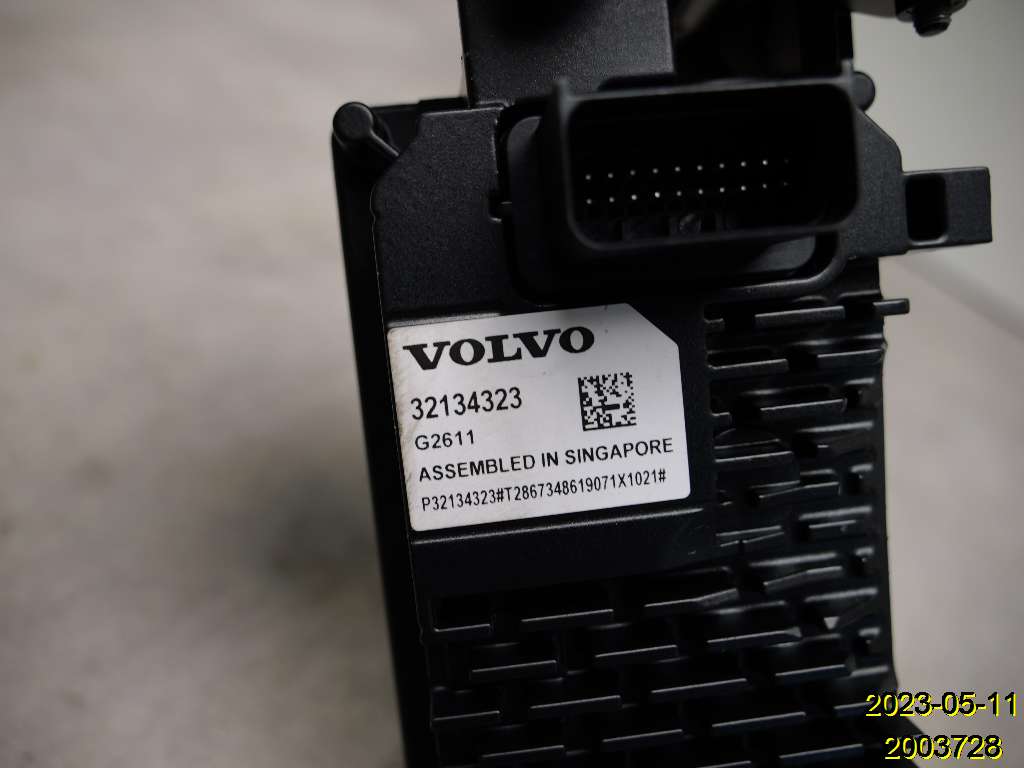 VOLVO
32134323
G2611
ASSEMBLED IN SINGAPORE
P32134323#T2867348619071X1021#
2023-05-11
2003728